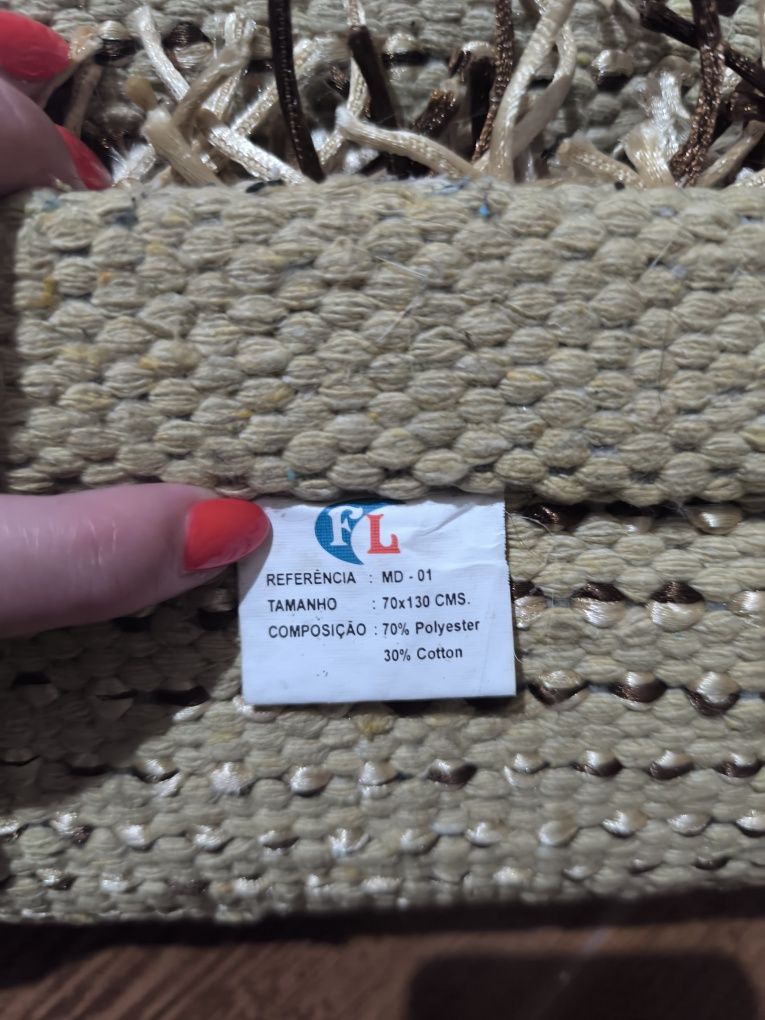 FL
REFERÊNCIA : MD - 01
TAMANHO : 70x130 CMS.
COMPOSIÇÃO : 70% Polyester
30% Cotton